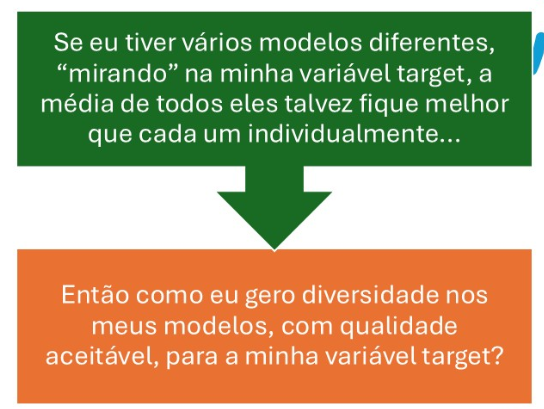 Se eu tiver vários modelos diferentes,
“mirando” na minha variável target, a
média de todos eles talvez fique melhor
que cada um individualmente...
Então como eu gero diversidade nos
meus modelos, com qualidade
aceitável, para a minha variável target?